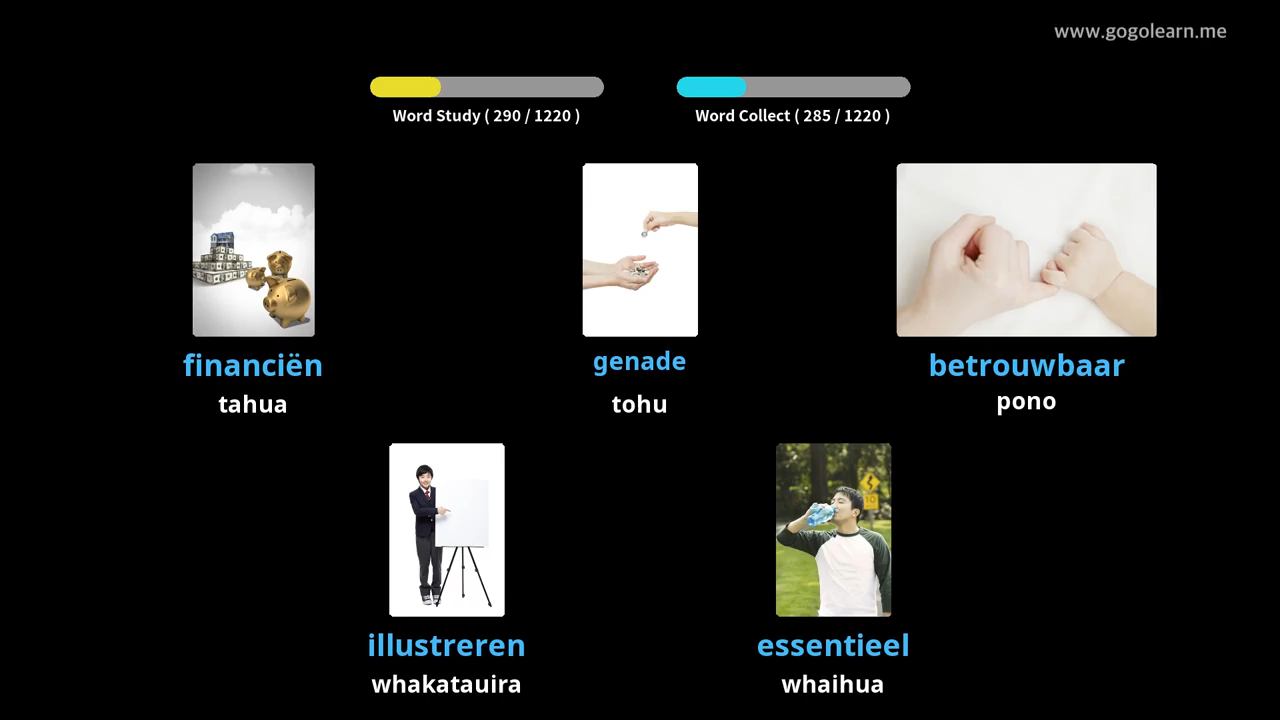 www.gogolearn.me
Word Study ( 290 / 1220 )
Word Collect ( 285 / 1220 )
financiën
tahua
genade
tohu
betrouwbaar
pono
illustreren
whakatauira
essentieel
whaihua